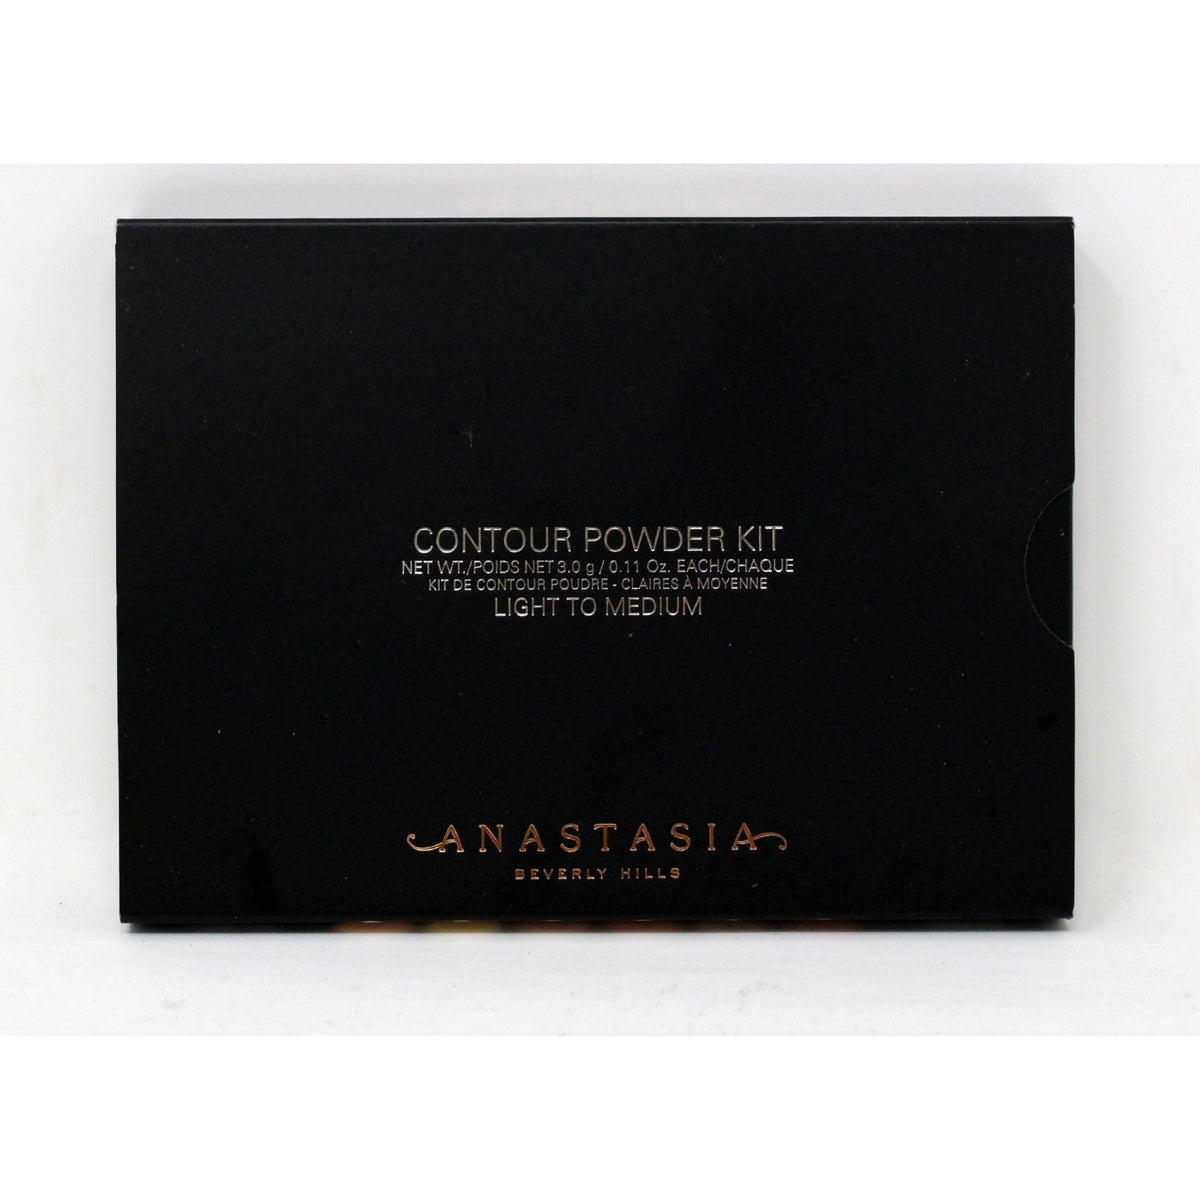 CONTOUR POWDER KIT
NET WT./POIDS NET 3.0 g / 0.11 Oz. EACH/CHAQUE
KIT DE CONTOUR POUDRE - CLAIRES À MOYENNE
LIGHT TO MEDIUM
ANASTASIA
BEVERLY HILLS